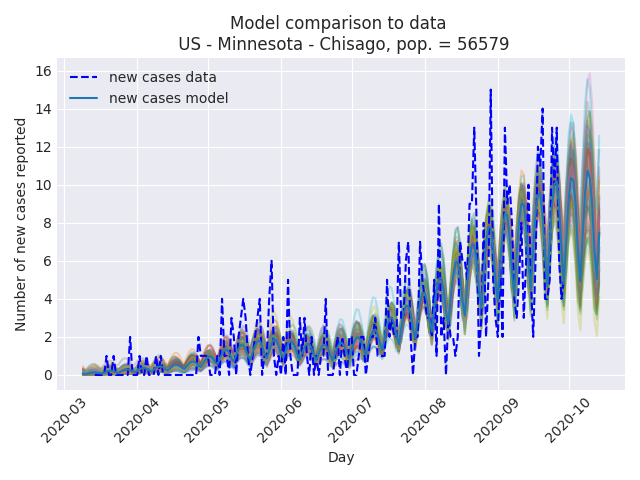 Model comparison to data
US - Minnesota - Chisago, pop. = 56579
16
14
12
10
8
6
4
2
0
Number of new cases reported
new cases data
new cases model
2020-03
2020-04
2020-05
2020-06
2020-07
2020-08
2020-09
2020-10
Day